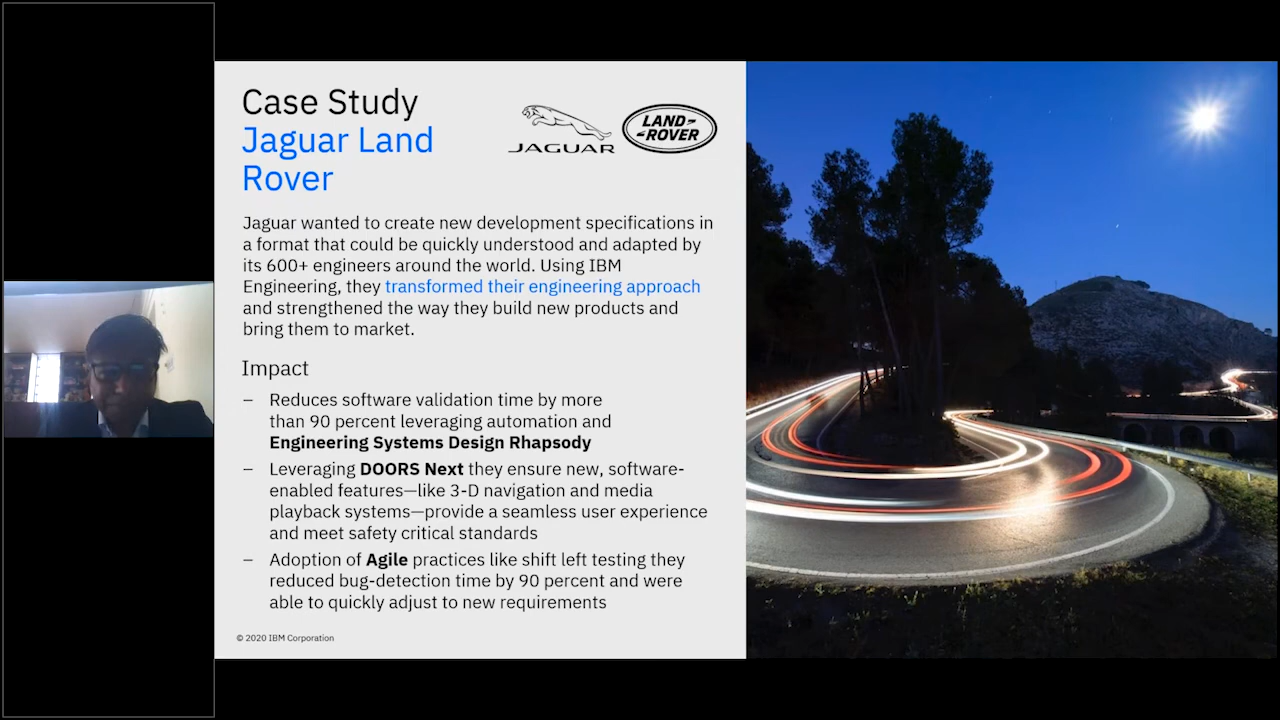 Case Study
Jaguar Land
Rover
JAGUAR
LAND
ROVER
Jaguar wanted to create new development specifications in
a format that could be quickly understood and adapted by
its 600+ engineers around the world. Using IBM
Engineering, they transformed their engineering approach
and strengthened the way they build new products and
bring them to market.
Impact
– Reduces software validation time by more
than 90 percent leveraging automation and
Engineering Systems Design Rhapsody
– Leveraging DOORS Next they ensure new, software-
enabled features—like 3-D navigation and media
playback systems—provide a seamless user experience
and meet safety critical standards
– Adoption of Agile practices like shift left testing they
reduced bug-detection time by 90 percent and were
able to quickly adjust to new requirements
© 2020 IBM Corporation